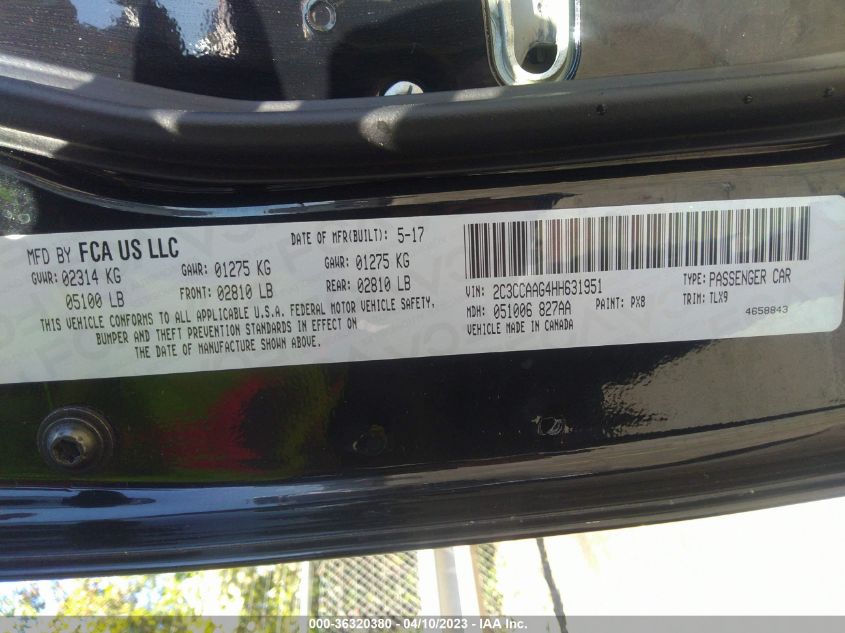 MFD BY FCA US LLC
DATE OF MFR(BUILT): 5-17
GVWR: 02314 KG
GAWR: 01275 KG
GAWR: 01275 KG
05100 LB
FRONT: 02810 LB
REAR: 02810 LB
THIS VEHICLE CONFORMS TO ALL APPLICABLE U.S.A. FEDERAL MOTOR VEHICLE SAFETY,
BUMPER AND THEFT PREVENTION STANDARDS IN EFFECT ON
THE DATE OF MANUFACTURE SHOWN ABOVE.
VIN: 2C3CCAAG4HH631951
TYPE: PASSENGER CAR
MDH: 051006 827AA
PAINT: PX8
TRIM: TLX9
VEHICLE MADE IN CANADA
4658843
000-36320380 - 04/10/2023 - IAA Inc.